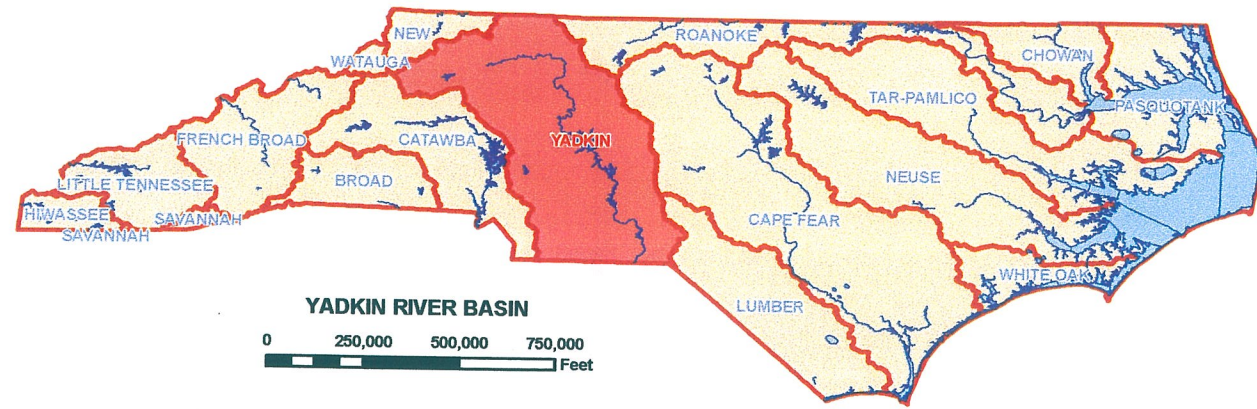 NEW
ROANOKE
CHOWAN
WATAUGA
TAR-PAMLICO
PASQUOTANK
FRENCH BROAD
CATAWBA
YADKIN
BROAD
NEUSE
LITTLE TENNESSEE
HIWASSEE
SAVANNAH
SAVANNAH
CAPE FEAR
WHITE OAK
LUMBER
YADKIN RIVER BASIN
0 250,000 500,000 750,000
Feet